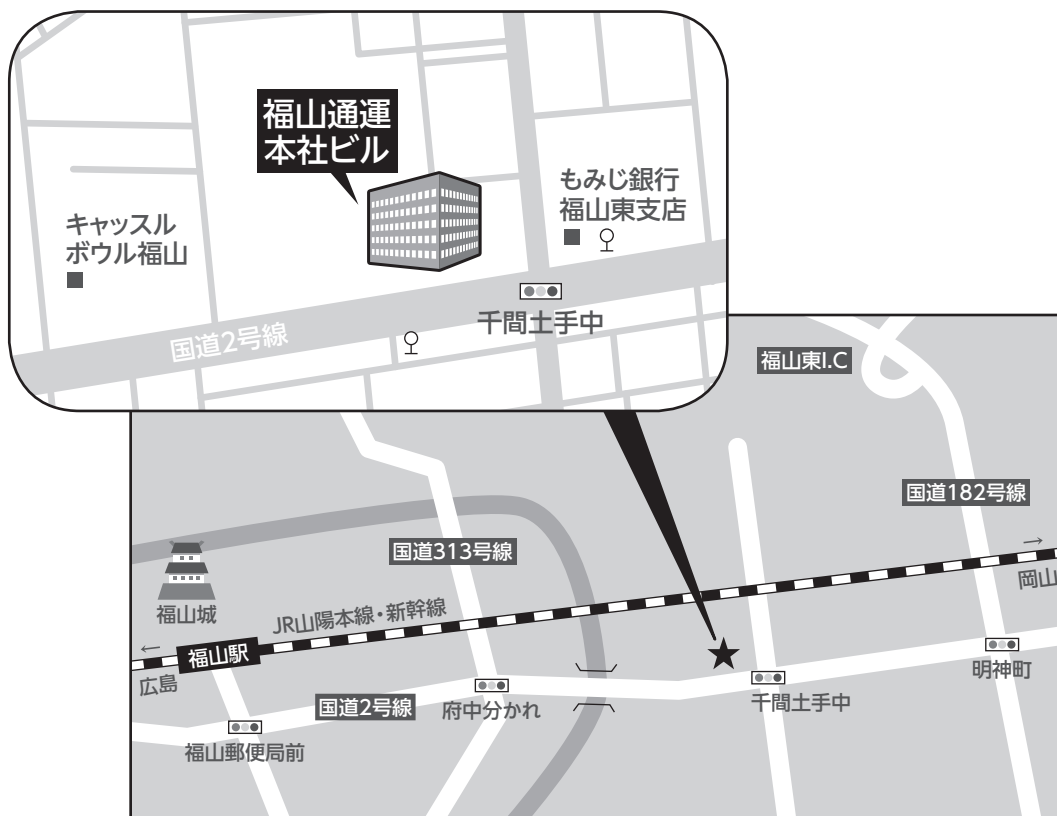 福山通運
本社ビル
もみじ銀行
福山東支店
キャッスル
ボウル福山
千間土手中
国道2号線
福山東I.C
国道182号線
国道313号線
→
岡山
福山城
JR山陽本線・新幹線
←
福山駅
広島
明神町
国道2号線
府中分かれ
千間土手中
福山郵便局前